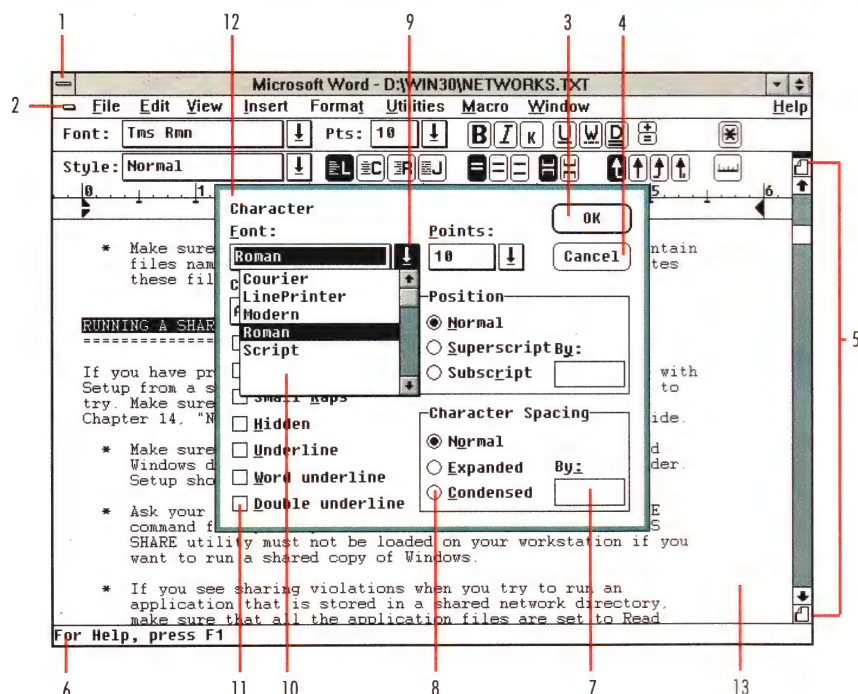 1 12 9 3 4
Microsoft Word - D:\WIN30\NETWORKS.TXT
2
File Edit View Insert Format Utilities Macro Window Help
Font: Tms Rmn Pts: 10 B I K U W D
Style: Normal L C R J
0 1 5 6
Character
Font: Points: OK
Roman 10 Cancel
Courier
LinePrinter
Modern
Roman
Script
Position
Normal
Superscript By:
Subscript
Small Kaps
Hidden
Underline
Word underline
Double underline
Character Spacing
Normal
Expanded By:
Condensed
* Make sure ntain
files nam tes
these fil
RUNNING A SHAR
==============
If you have pr with
Setup from a s to
try. Make sure
Chapter 14, "N ide.
* Make sure d
Windows d der.
Setup sho
* Ask your E
command f S
SHARE utility must not be loaded on your workstation if you
want to run a shared copy of Windows.
* If you see sharing violations when you try to run an
application that is stored in a shared network directory,
make sure that all the application files are set to Read
For Help, press F1
5
6 11 10 8 7 13